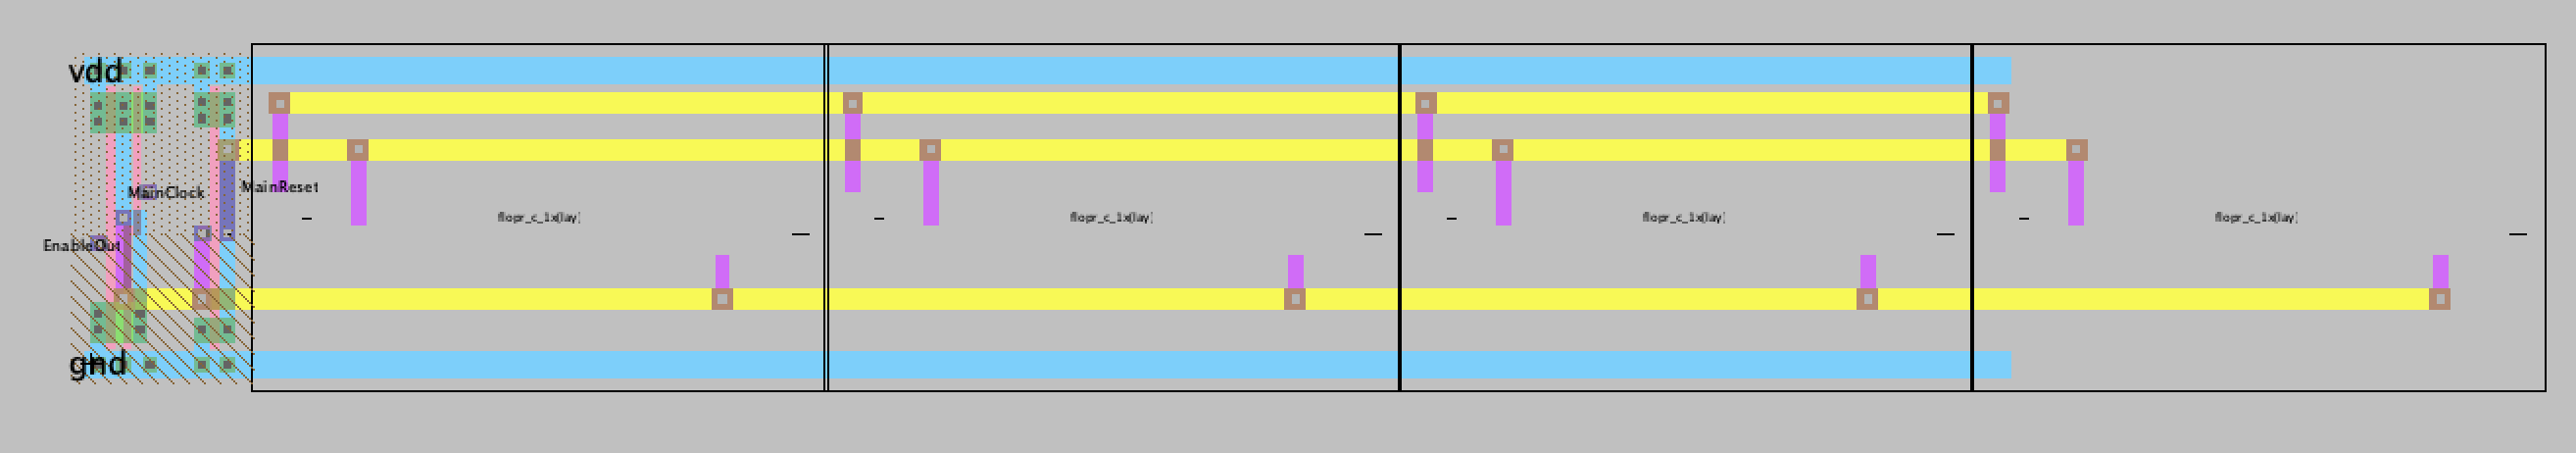 vdd
MainClock
MainReset
flopr_c_1x{lay}
flopr_c_1x{lay}
flopr_c_1x{lay}
flopr_c_1x{lay}
EnableOut
gnd